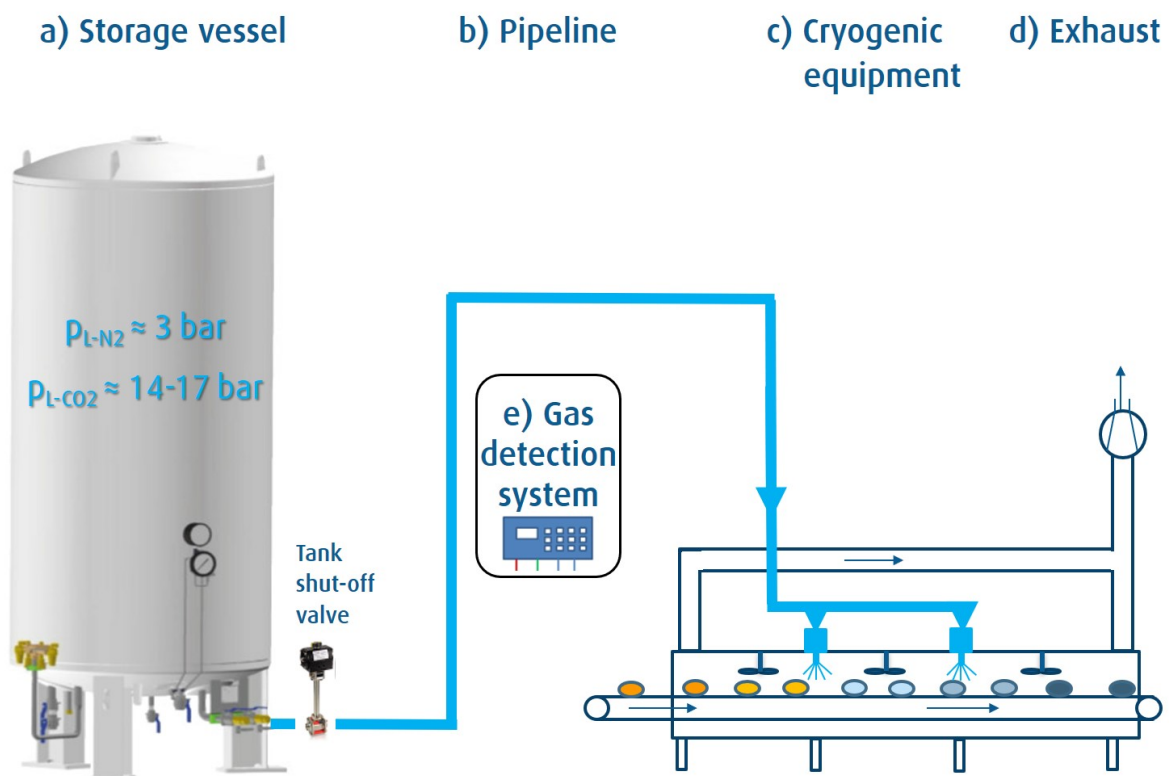 a) Storage vessel
b) Pipeline
c) Cryogenic
equipment
d) Exhaust
pL-N2 ≈ 3 bar
pL-CO2 ≈ 14-17 bar
e) Gas
detection
system
Tank
shut-off
valve